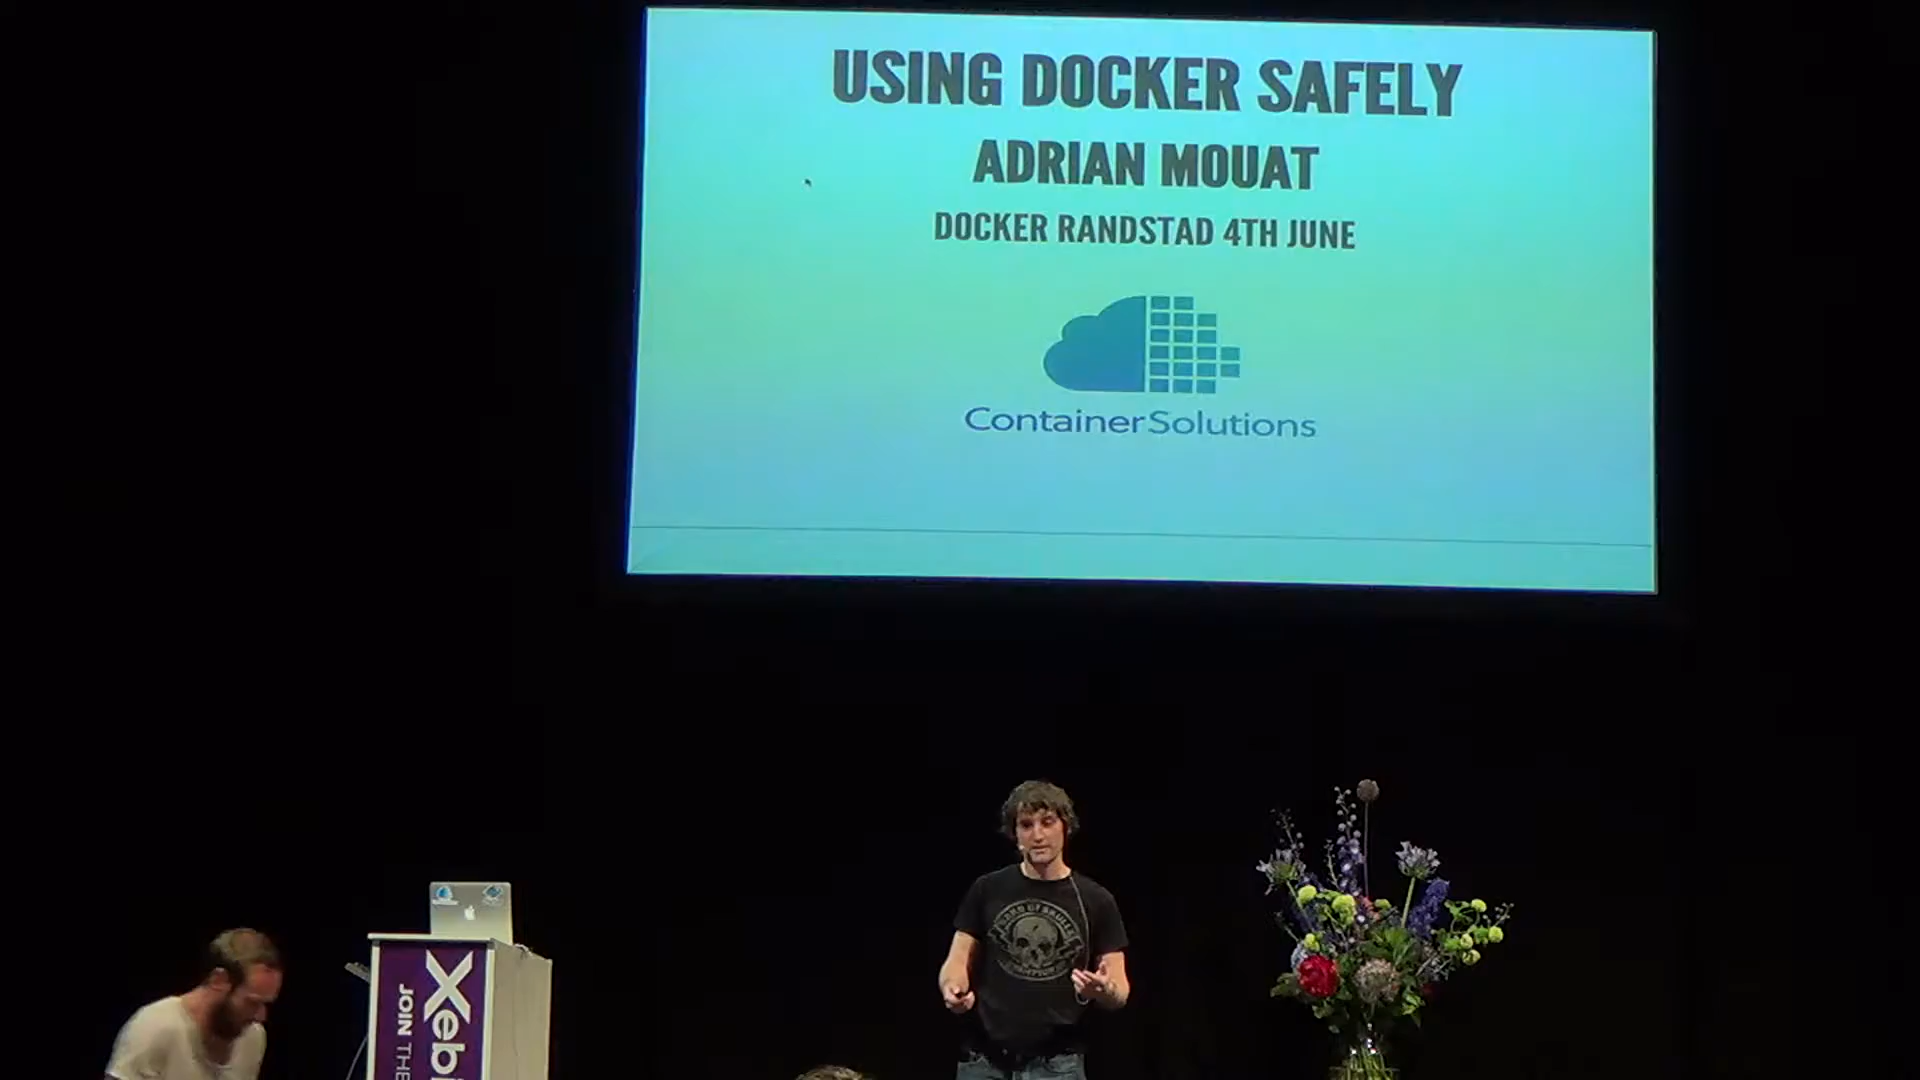 USING DOCKER SAFELY
ADRIAN MOUAT
DOCKER RANDSTAD 4TH JUNE
ContainerSolutions
Xebi
JOIN THE